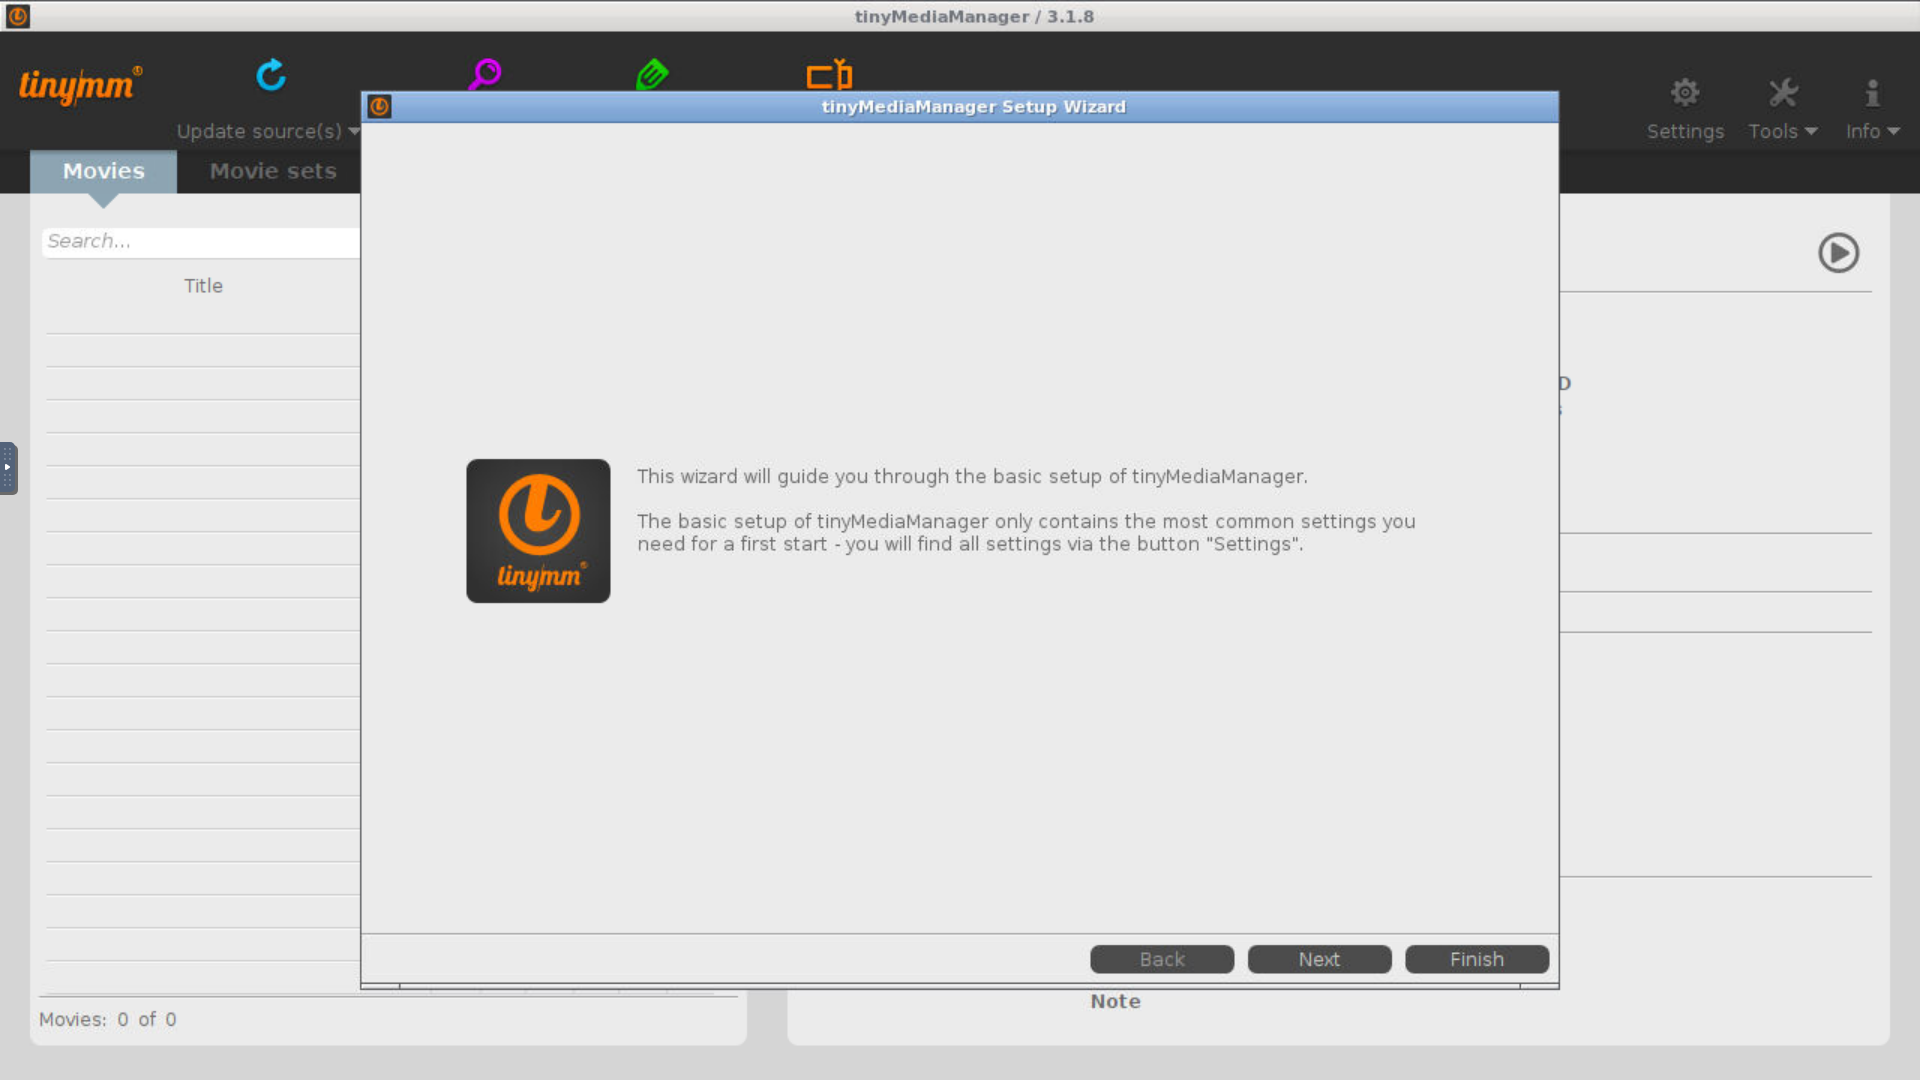 tinyMediaManager / 3.1.8
tinymm
Update source(s)
Settings
Tools
Info
tinyMediaManager Setup Wizard
Movies
Movie sets
Search...
Title
D
This wizard will guide you through the basic setup of tinyMediaManager.
The basic setup of tinyMediaManager only contains the most common settings you
need for a first start - you will find all settings via the button "Settings".
tinymm
Back
Next
Finish
Note
Movies: 0 of 0